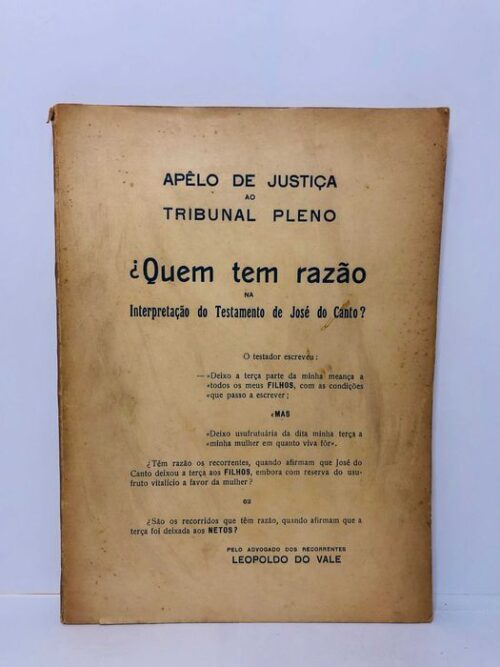 APÊLO DE JUSTIÇA
AO
TRIBUNAL PLENO
¿Quem tem razão
NA
Interpretação do Testamento de José do Canto?
O testador escreveu:
— «Deixo a terça parte da minha meança a
«todos os meus FILHOS, com as condições
«que passo a escrever;
«MAS
«Deixo usufrutuária da dita minha terça a
«minha mulher em quanto viva fôr».
¿Têm razão os recorrentes, quando afirmam que José do
Canto deixou a terça aos FILHOS, embora com reserva do usu-
fruto vitalício a favor da mulher?
ou
¿São os recorridos que têm razão, quando afirmam que a
terça foi deixada aos NETOS?
PELO ADVOGADO DOS RECORRENTES
LEOPOLDO DO VALE